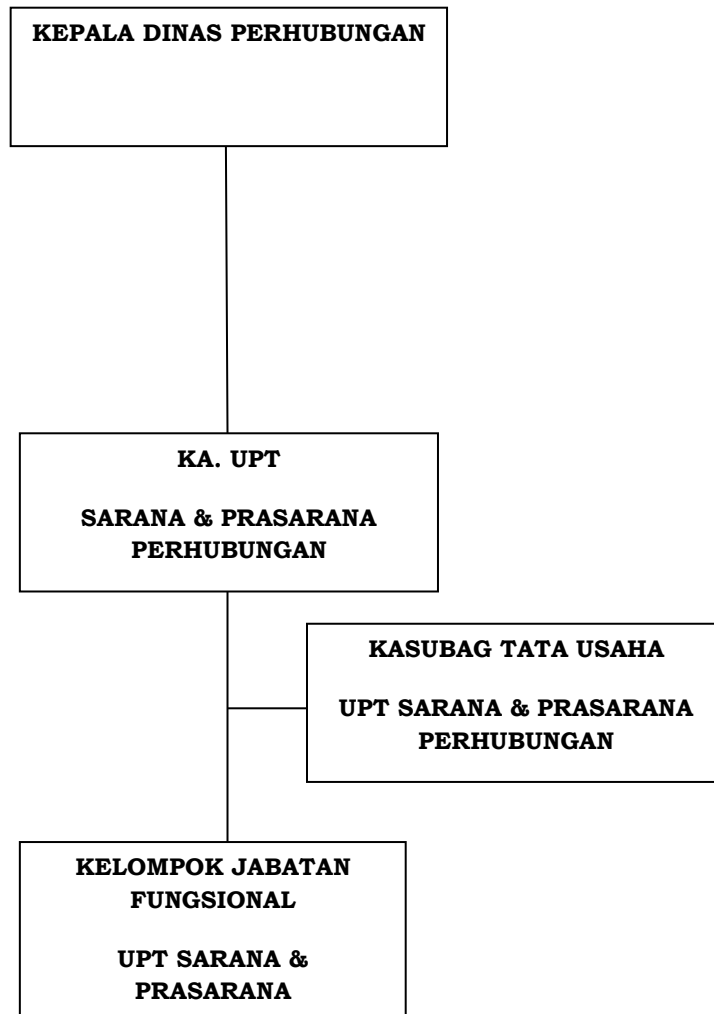 KEPALA DINAS PERHUBUNGAN
KA. UPT
SARANA & PRASARANA
PERHUBUNGAN
KASUBAG TATA USAHA
UPT SARANA & PRASARANA
PERHUBUNGAN
KELOMPOK JABATAN
FUNGSIONAL
UPT SARANA &
PRASARANA